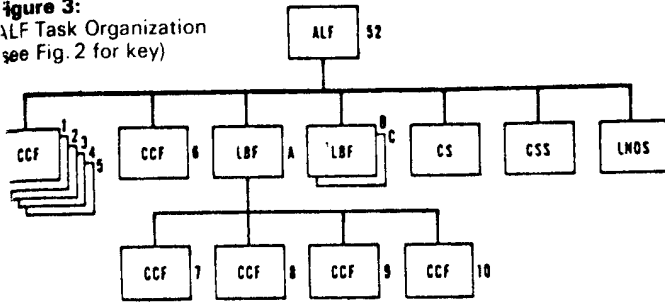 Figure 3:
ALF Task Organization
(see Fig. 2 for key)
ALF 52
CCF 1 2 3 4 5
CCF 6
LBF A
LBF B C
CS
CSS
LNOS
CCF 7
CCF 8
CCF 9
CCF 10